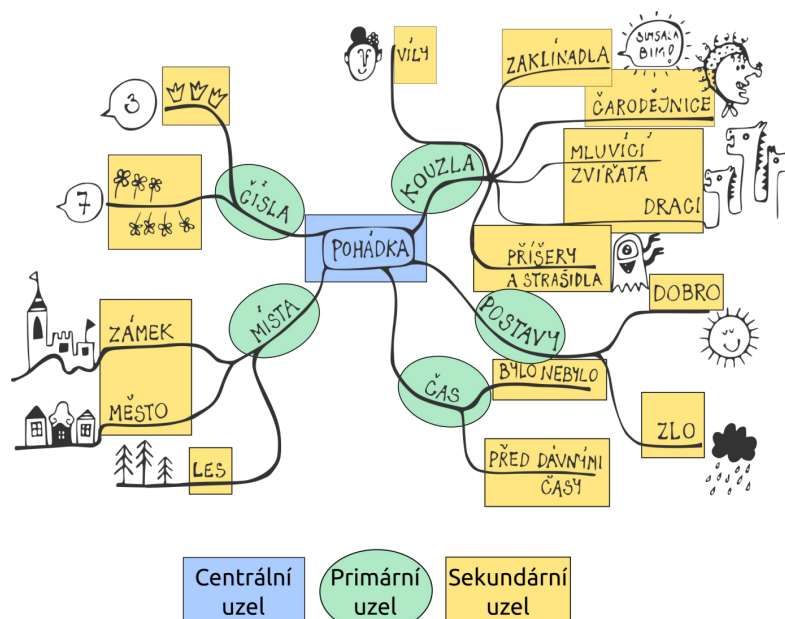 VÍLY
ZAKLÍNADLA
SIMSALA
BIM!
ČARODĚJNICE
MLUVÍCÍ
ZVÍŘATA
DRACI
PŘÍŠERY
A STRAŠIDLA
KOUZLA
3
7
ČÍSLA
POHÁDKA
MÍSTA
ZÁMEK
MĚSTO
LES
POSTAVY
DOBRO
ZLO
ČAS
BYLO NEBYLO
PŘED DÁVNÝMI
ČASY
Centrální
uzel
Primární
uzel
Sekundární
uzel